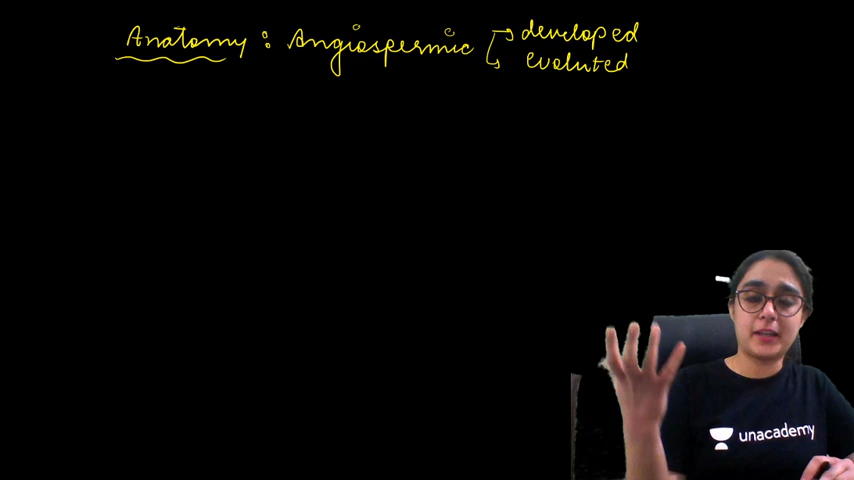 Anatomy : Angiospermic → developed
→ evoluted
unacademy